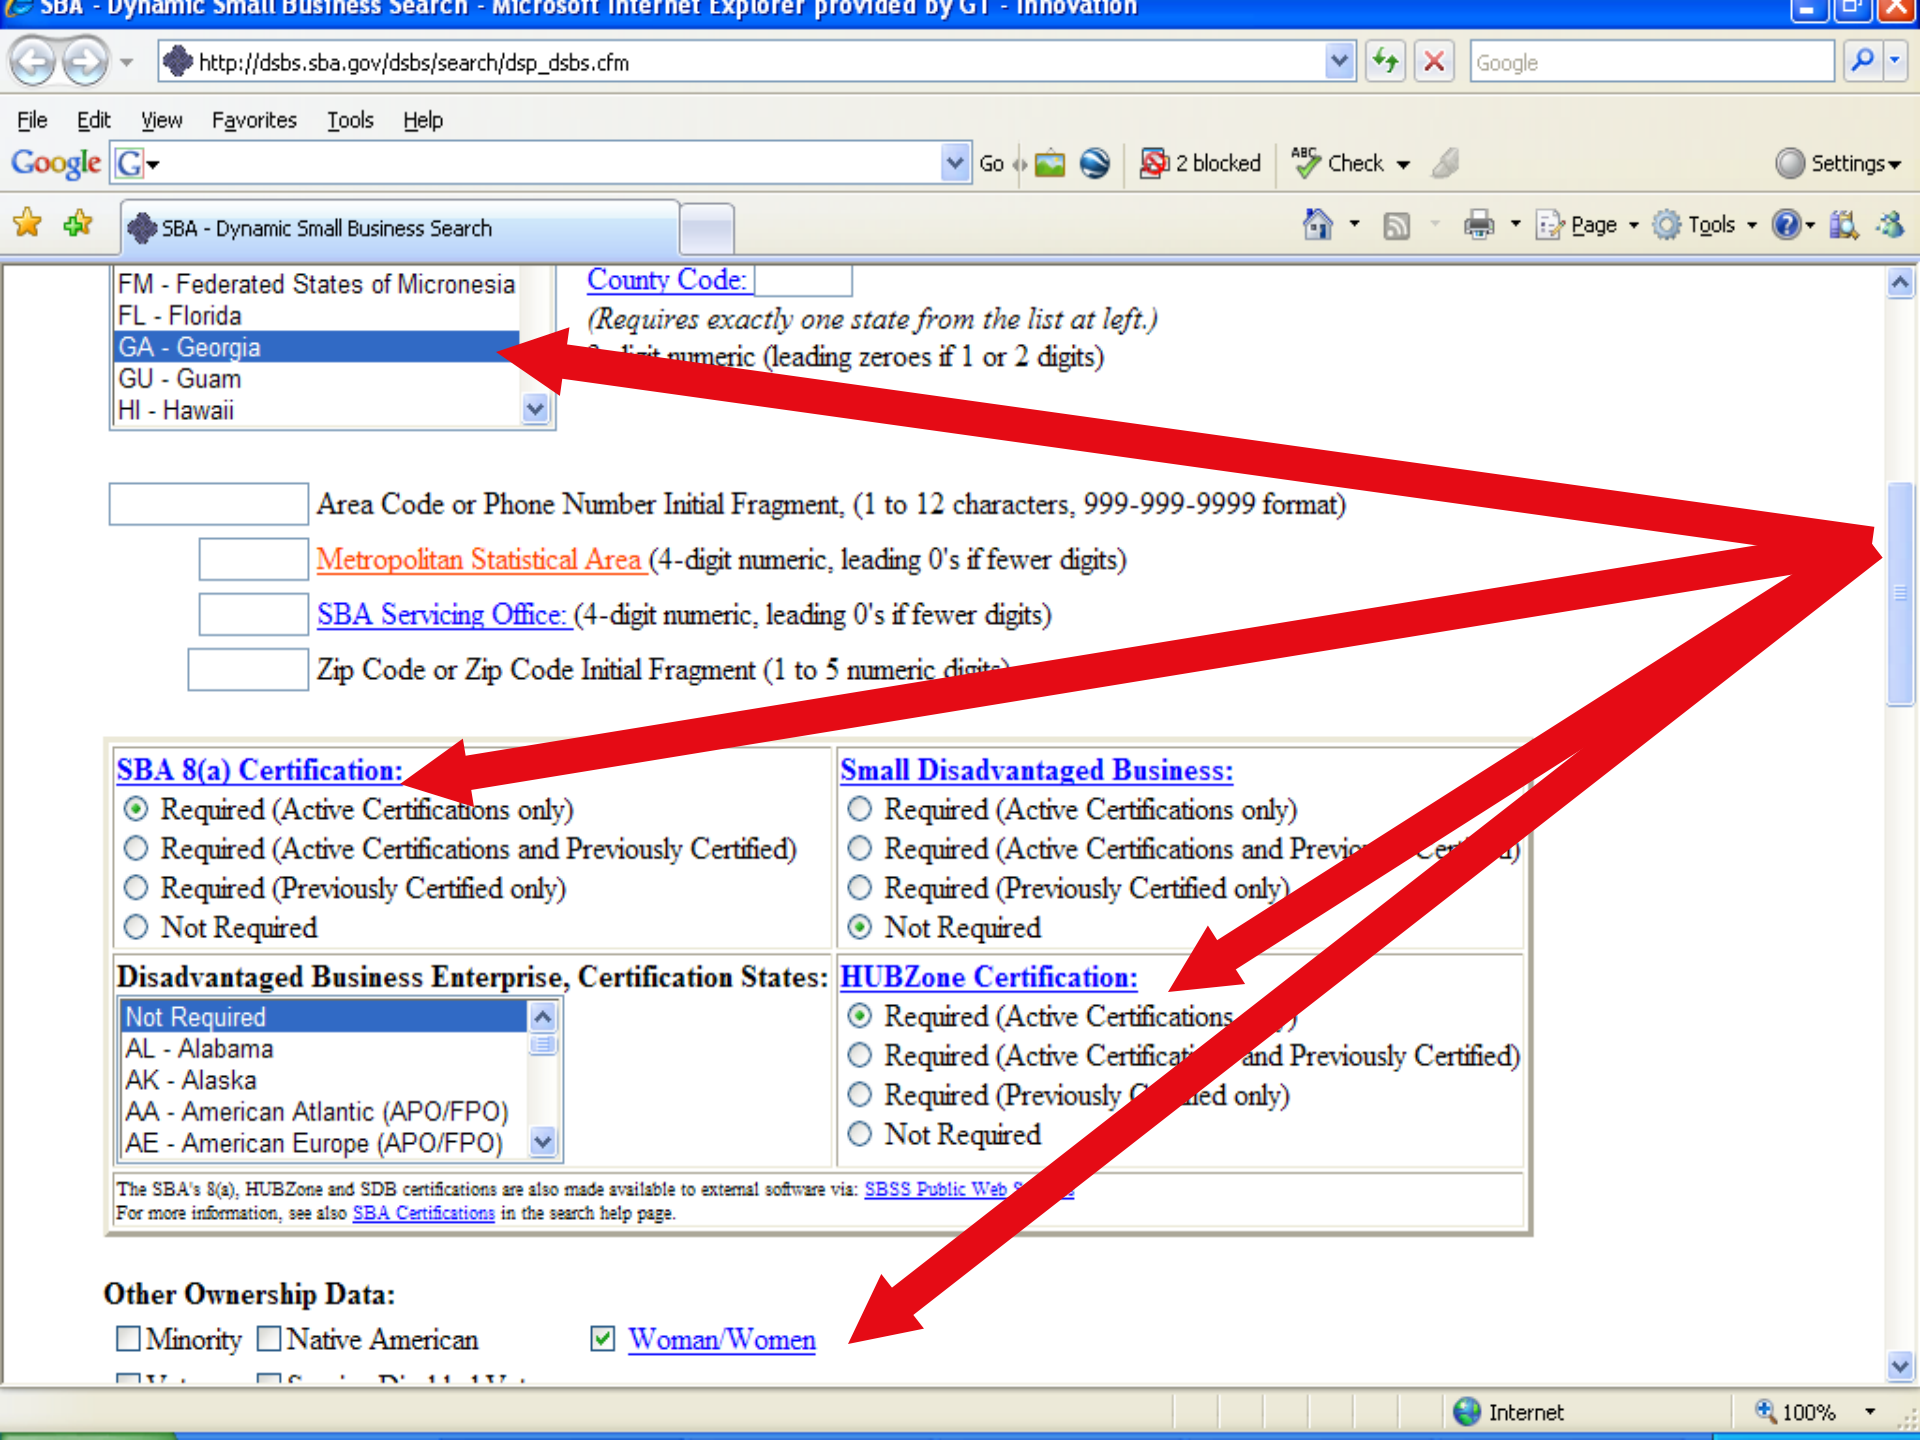 SBA - Dynamic Small Business Search - Microsoft Internet Explorer provided by GT - Innovation
http://dsbs.sba.gov/dsbs/search/dsp_dsbs.cfm
Google
File Edit View Favorites Tools Help
Google G Go 2 blocked ABC Check Settings
SBA - Dynamic Small Business Search
Page Tools
FM - Federated States of Micronesia
FL - Florida
GA - Georgia
GU - Guam
HI - Hawaii
County Code:
(Requires exactly one state from the list at left.)
numeric (leading zeroes if 1 or 2 digits)
Area Code or Phone Number Initial Fragment, (1 to 12 characters, 999-999-9999 format)
Metropolitan Statistical Area (4-digit numeric, leading 0's if fewer digits)
SBA Servicing Office: (4-digit numeric, leading 0's if fewer digits)
Zip Code or Zip Code Initial Fragment (1 to 5 numeric digits)
SBA 8(a) Certification:
Required (Active Certifications only)
Required (Active Certifications and Previously Certified)
Required (Previously Certified only)
Not Required
Small Disadvantaged Business:
Required (Active Certifications only)
Required (Active Certifications and Previously Certified)
Required (Previously Certified only)
Not Required
Disadvantaged Business Enterprise, Certification States:
Not Required
AL - Alabama
AK - Alaska
AA - American Atlantic (APO/FPO)
AE - American Europe (APO/FPO)
HUBZone Certification:
Required (Active Certifications only)
Required (Active Certifications and Previously Certified)
Required (Previously Certified only)
Not Required
The SBA's 8(a), HUBZone and SDB certifications are also made available to external software via: SBSS Public Web
For more information, see also SBA Certifications in the search help page.
Other Ownership Data:
Minority Native American Woman/Women
Internet 100%